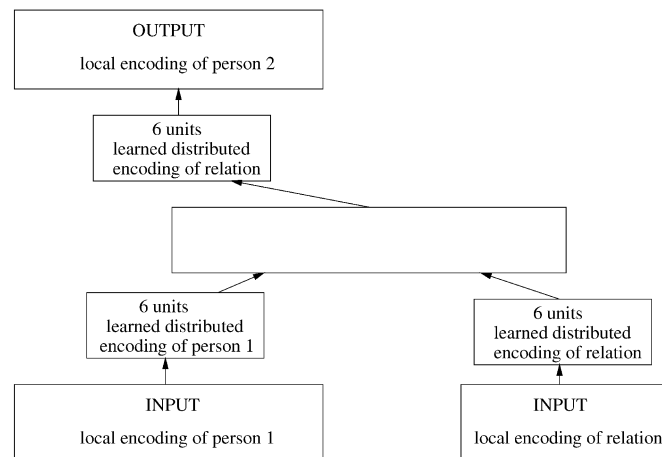 OUTPUT
local encoding of person 2
6 units
learned distributed
encoding of relation
6 units
learned distributed
encoding of person 1
6 units
learned distributed
encoding of relation
INPUT
local encoding of person 1
INPUT
local encoding of relation